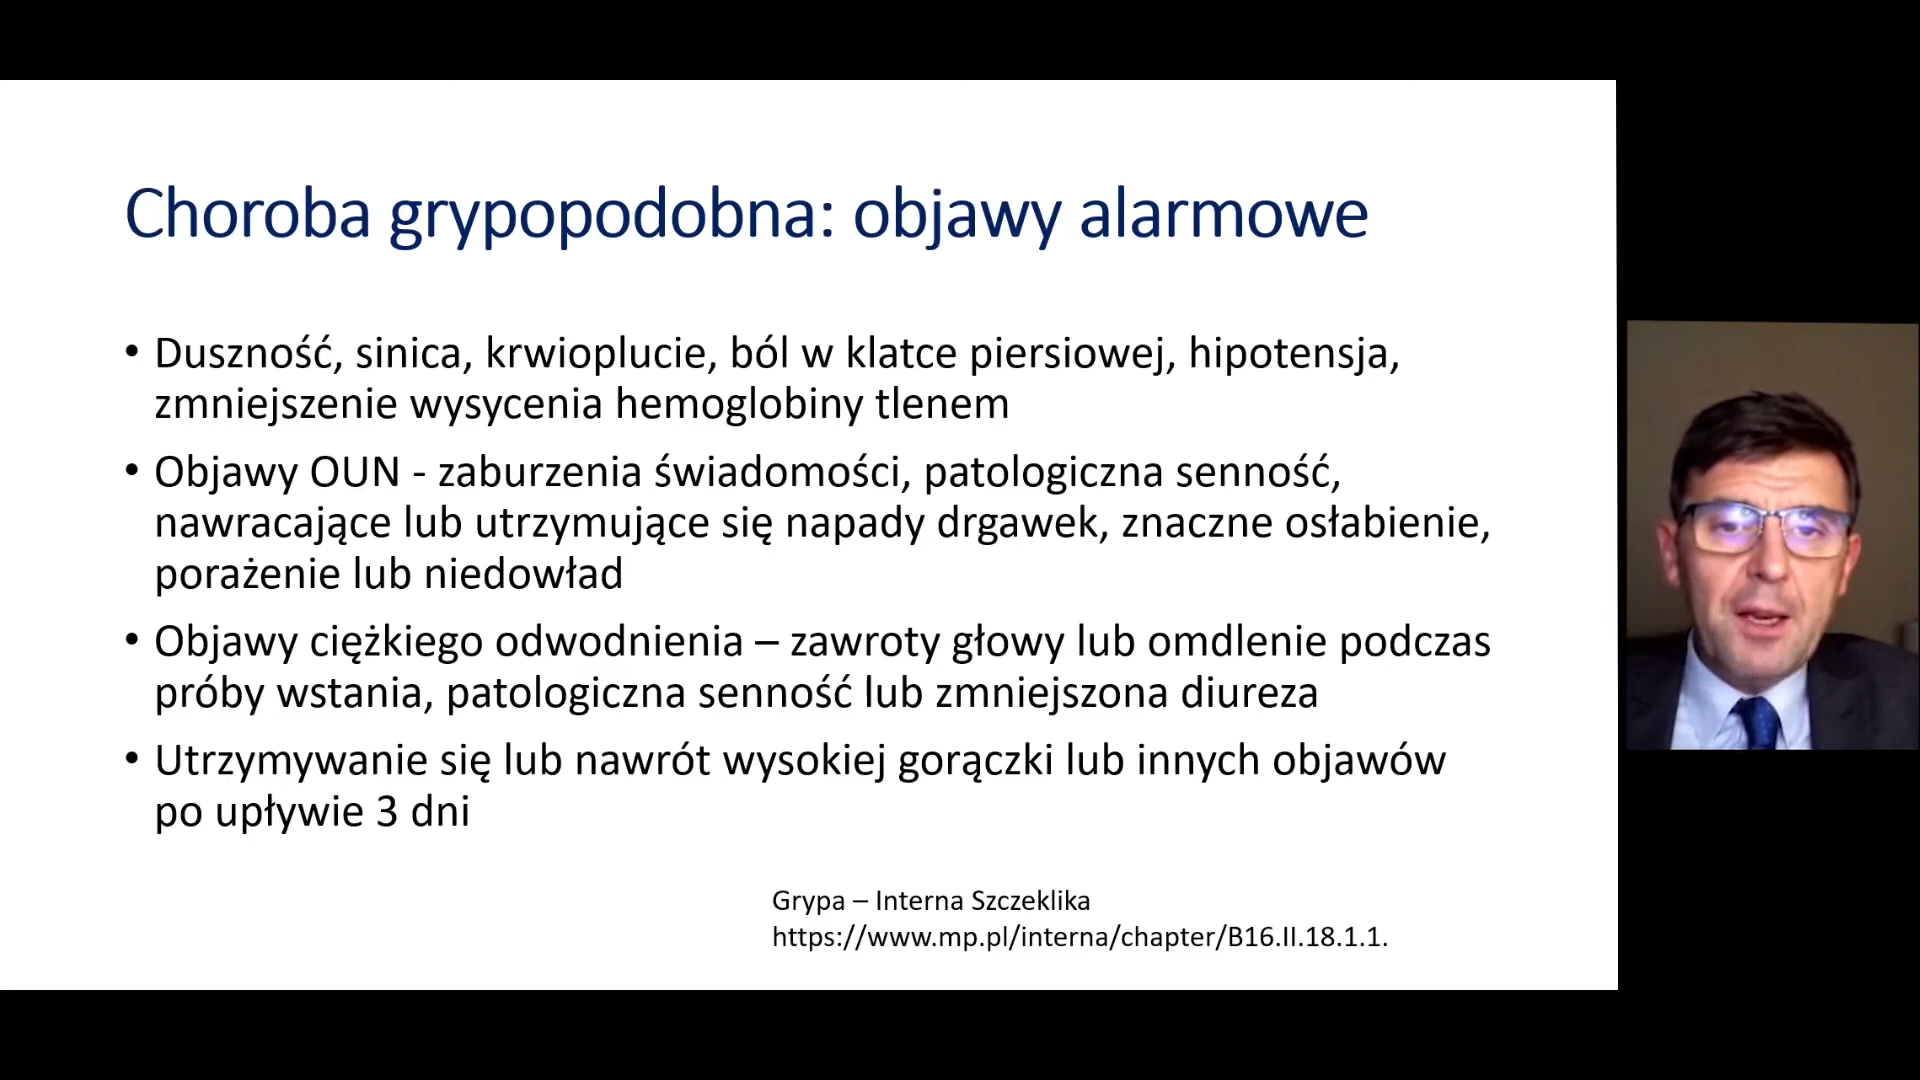 Choroba grypopodobna: objawy alarmowe
• Duszność, sinica, krwioplucie, ból w klatce piersiowej, hipotensja,
zmniejszenie wysycenia hemoglobiny tlenem
• Objawy OUN - zaburzenia świadomości, patologiczna senność,
nawracające lub utrzymujące się napady drgawek, znaczne osłabienie,
porażenie lub niedowład
• Objawy ciężkiego odwodnienia – zawroty głowy lub omdlenie podczas
próby wstania, patologiczna senność lub zmniejszona diureza
• Utrzymywanie się lub nawrót wysokiej gorączki lub innych objawów
po upływie 3 dni
Grypa – Interna Szczeklika
https://www.mp.pl/interna/chapter/B16.II.18.1.1.